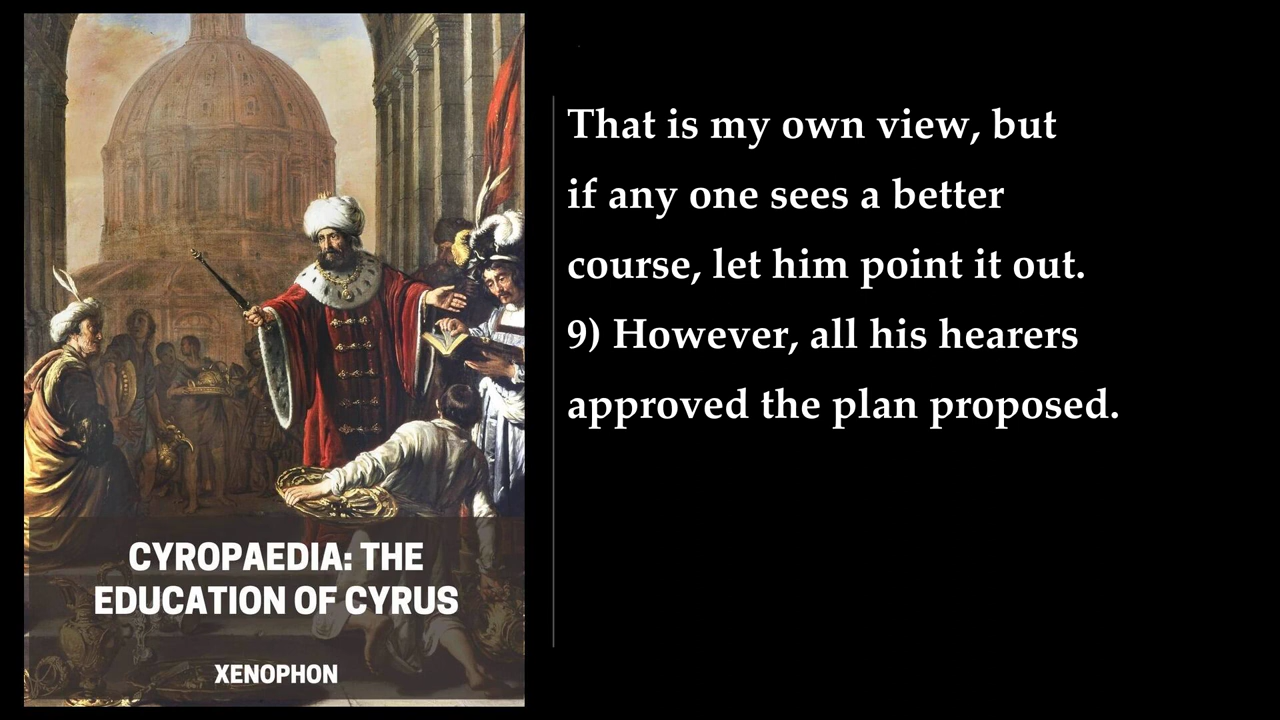 That is my own view, but
if any one sees a better
course, let him point it out.
9) However, all his hearers
approved the plan proposed.
CYROPAEDIA: THE
EDUCATION OF CYRUS
XENOPHON